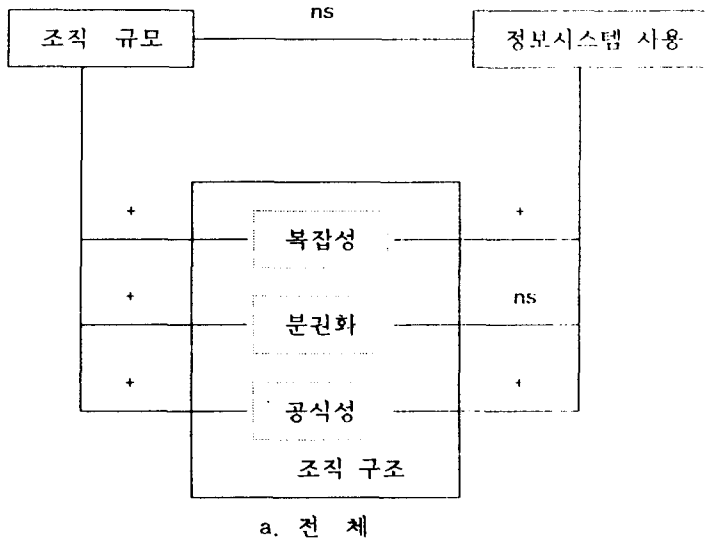 ns
조직 규모
정보시스템 사용
+
+
복잡성
+
ns
분권화
+
+
공식성
조직 구조
a. 전 체